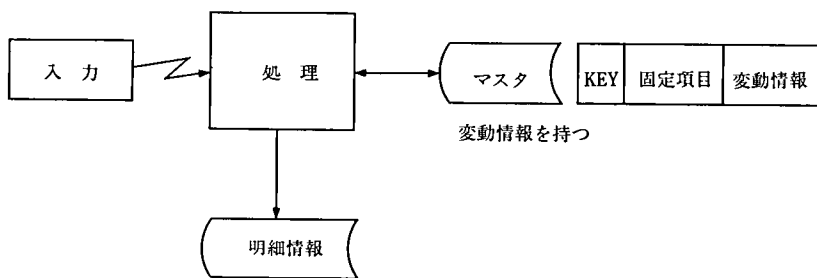 入力
処理
マスタ
KEY
固定項目
変動情報
変動情報を持つ
明細情報